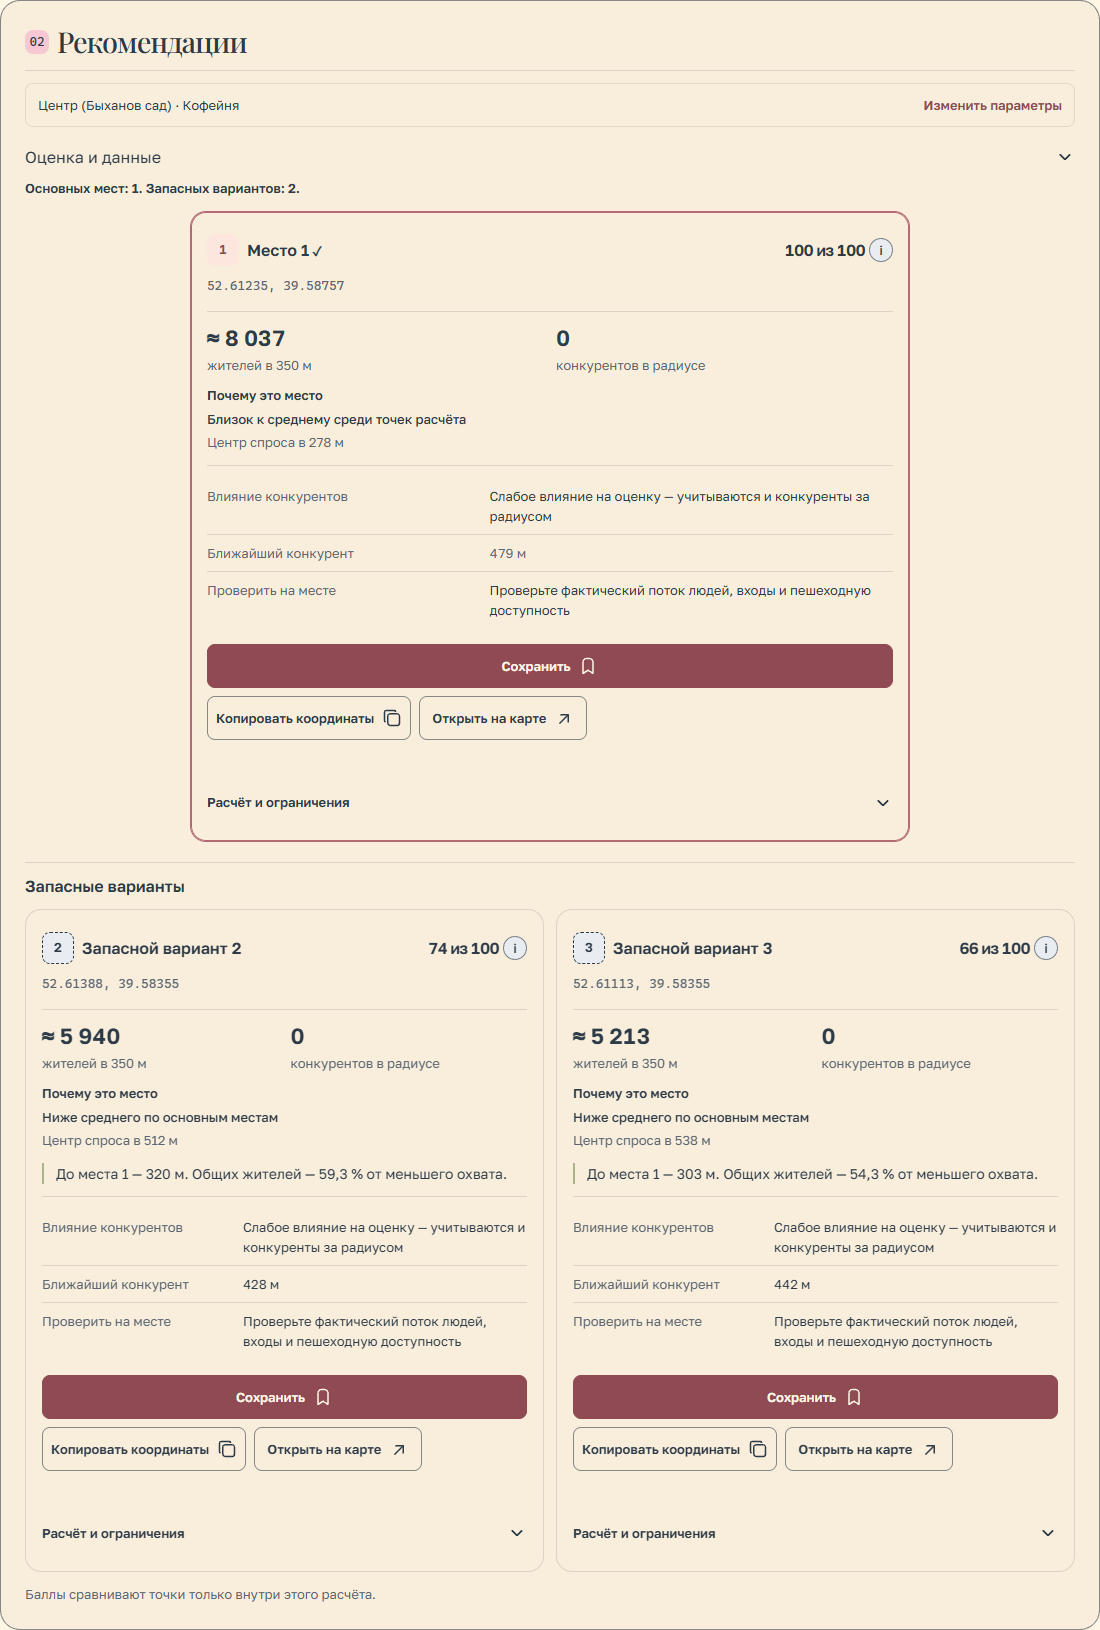 02 Рекомендации
Центр (Быханов сад) · Кофейня
Изменить параметры
Оценка и данные
Основных мест: 1. Запасных вариантов: 2.
1 Место 1 ✓
100 из 100 i
52.61235, 39.58757
≈ 8 037
жителей в 350 м
0
конкурентов в радиусе
Почему это место
Близок к среднему среди точек расчёта
Центр спроса в 278 м
Влияние конкурентов
Слабое влияние на оценку — учитываются и конкуренты за
радиусом
Ближайший конкурент
479 м
Проверить на месте
Проверьте фактический поток людей, входы и пешеходную
доступность
Сохранить
Копировать координаты
Открыть на карте
Расчёт и ограничения
Запасные варианты
2 Запасной вариант 2
74 из 100 i
52.61388, 39.58355
≈ 5 940
жителей в 350 м
0
конкурентов в радиусе
Почему это место
Ниже среднего по основным местам
Центр спроса в 512 м
До места 1 — 320 м. Общих жителей — 59,3 % от меньшего охвата.
Влияние конкурентов
Слабое влияние на оценку — учитываются и
конкуренты за радиусом
Ближайший конкурент
428 м
Проверить на месте
Проверьте фактический поток людей,
входы и пешеходную доступность
Сохранить
Копировать координаты
Открыть на карте
Расчёт и ограничения
3 Запасной вариант 3
66 из 100 i
52.61113, 39.58355
≈ 5 213
жителей в 350 м
0
конкурентов в радиусе
Почему это место
Ниже среднего по основным местам
Центр спроса в 538 м
До места 1 — 303 м. Общих жителей — 54,3 % от меньшего охвата.
Влияние конкурентов
Слабое влияние на оценку — учитываются и
конкуренты за радиусом
Ближайший конкурент
442 м
Проверить на месте
Проверьте фактический поток людей,
входы и пешеходную доступность
Сохранить
Копировать координаты
Открыть на карте
Расчёт и ограничения
Баллы сравнивают точки только внутри этого расчёта.